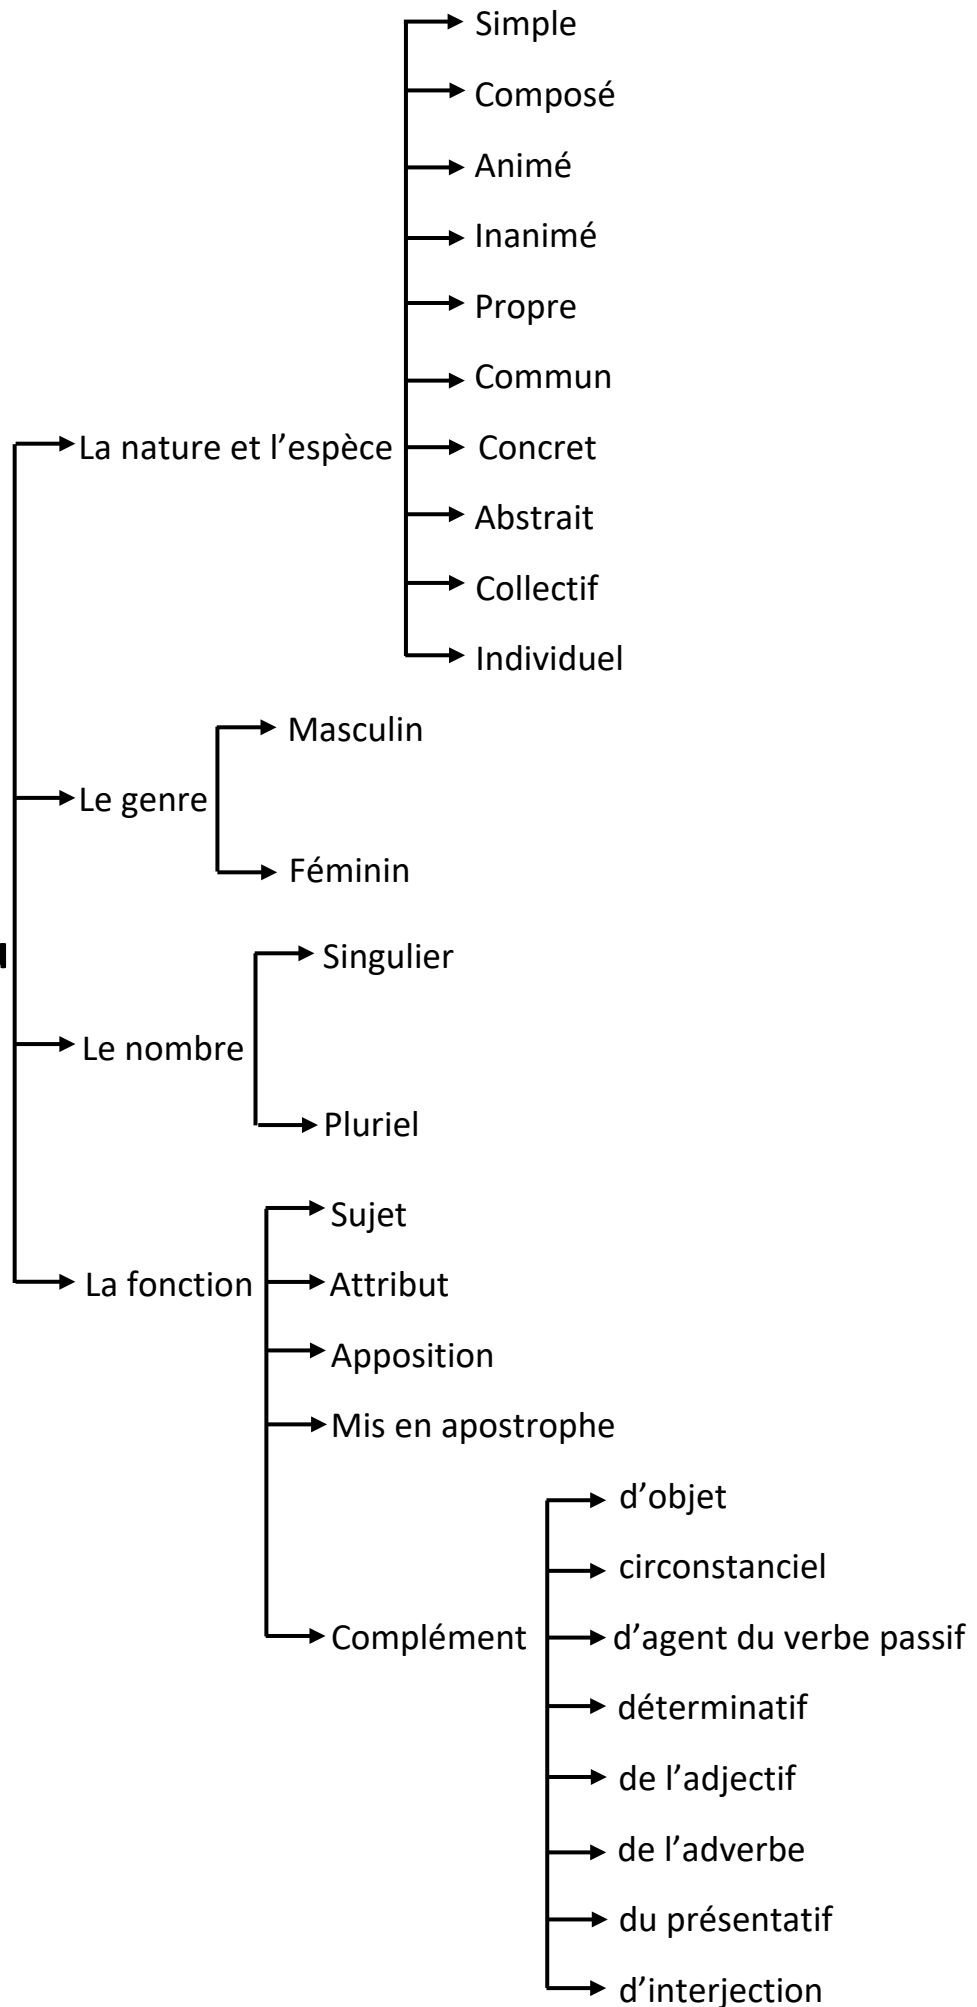 Simple
Composé
Animé
Inanimé
Propre
Commun
La nature et l’espèce
Concret
Abstrait
Collectif
Individuel
Masculin
Le genre
Féminin
Singulier
Le nombre
Pluriel
Sujet
La fonction
Attribut
Apposition
Mis en apostrophe
d’objet
circonstanciel
Complément
d’agent du verbe passif
déterminatif
de l’adjectif
de l’adverbe
du présentatif
d’interjection